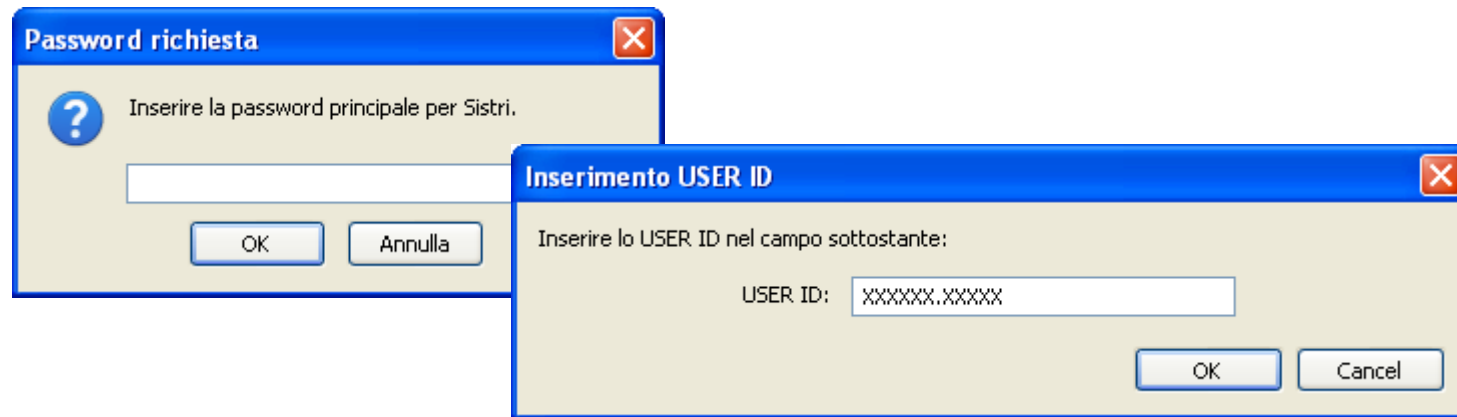 Password richiesta
?
Inserire la password principale per Sistri.
OK Annulla
Inserimento USER ID
Inserire lo USER ID nel campo sottostante:
USER ID: XXXXXX.XXXXX
OK Cancel